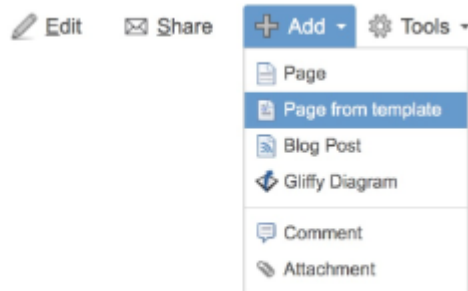 Edit Share Add Tools
Page
Page from template
Blog Post
Gliffy Diagram
Comment
Attachment